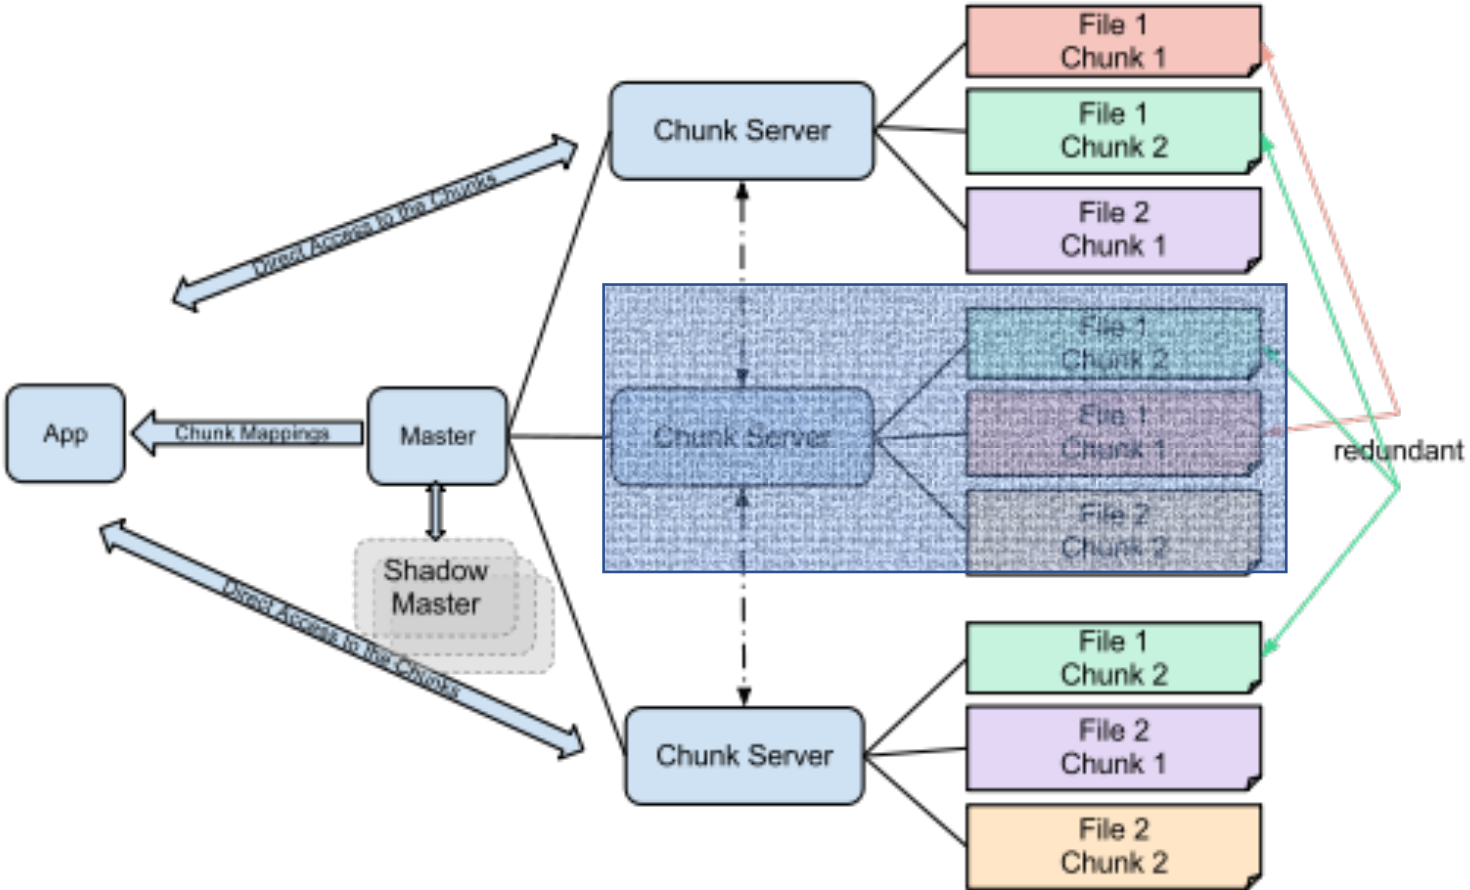 File 1
Chunk 1
File 1
Chunk 2
Chunk Server
File 2
Chunk 1
Direct Access to the Chunks
File 1
Chunk 2
App
Chunk Mappings
Master
Chunk Server
File 1
Chunk 1
redundant
File 2
Chunk 2
Shadow
Master
Direct Access to the Chunks
File 1
Chunk 2
Chunk Server
File 2
Chunk 1
File 2
Chunk 2